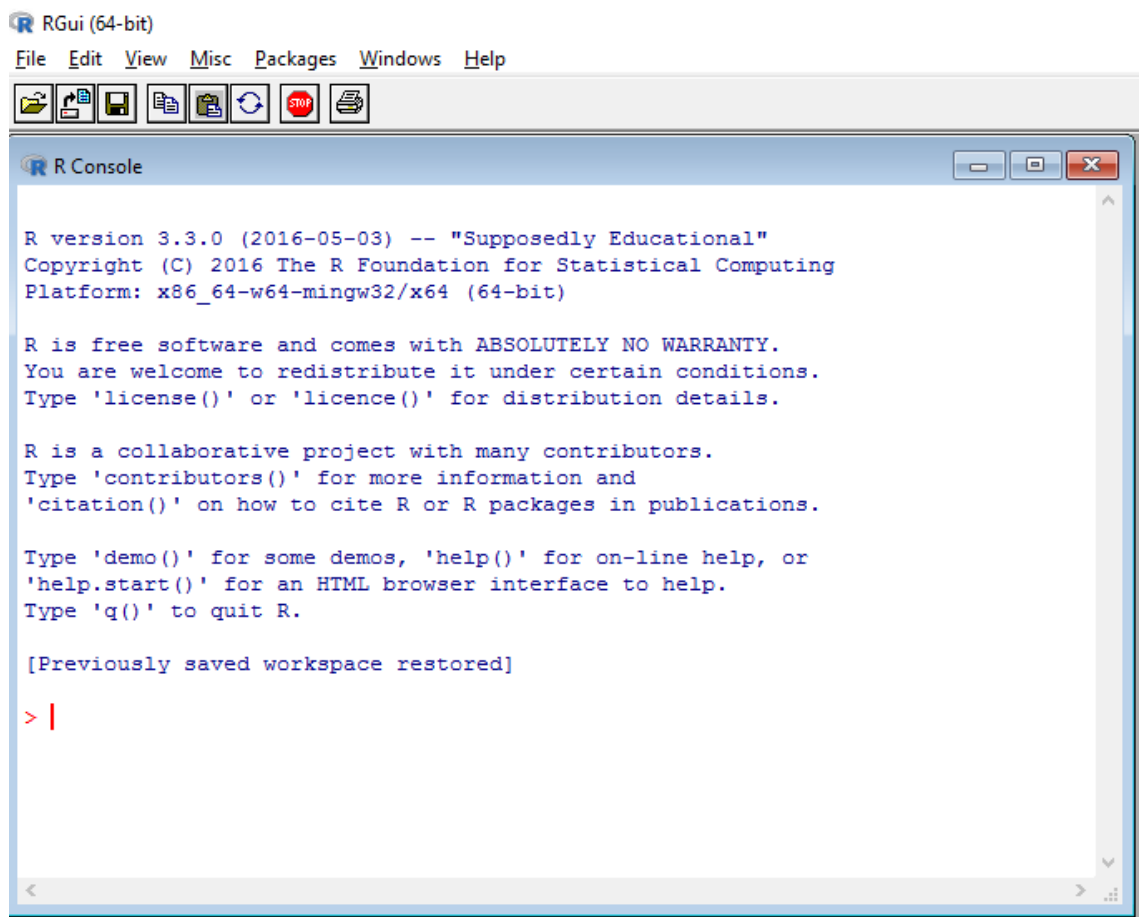 RGui (64-bit)
File Edit View Misc Packages Windows Help
STOP
R Console
R version 3.3.0 (2016-05-03) -- "Supposedly Educational"
Copyright (C) 2016 The R Foundation for Statistical Computing
Platform: x86_64-w64-mingw32/x64 (64-bit)
R is free software and comes with ABSOLUTELY NO WARRANTY.
You are welcome to redistribute it under certain conditions.
Type 'license()' or 'licence()' for distribution details.
R is a collaborative project with many contributors.
Type 'contributors()' for more information and
'citation()' on how to cite R or R packages in publications.
Type 'demo()' for some demos, 'help()' for on-line help, or
'help.start()' for an HTML browser interface to help.
Type 'q()' to quit R.
[Previously saved workspace restored]
>